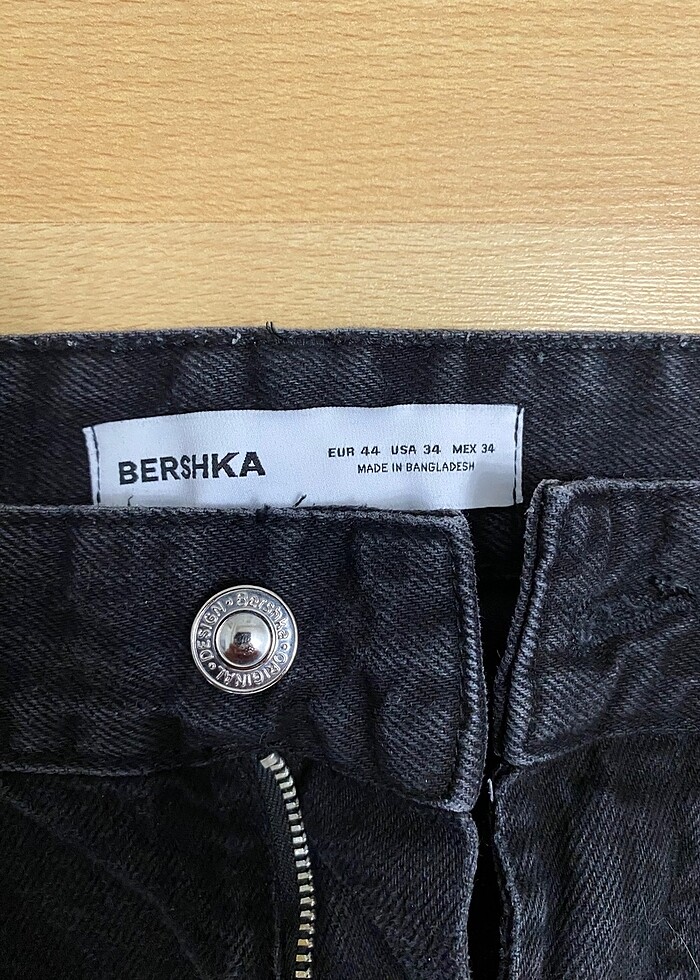 BERSHKA
EUR 44 USA 34 MEX 34
MADE IN BANGLADESH
Bershka • ORIGINAL • DESIGN •